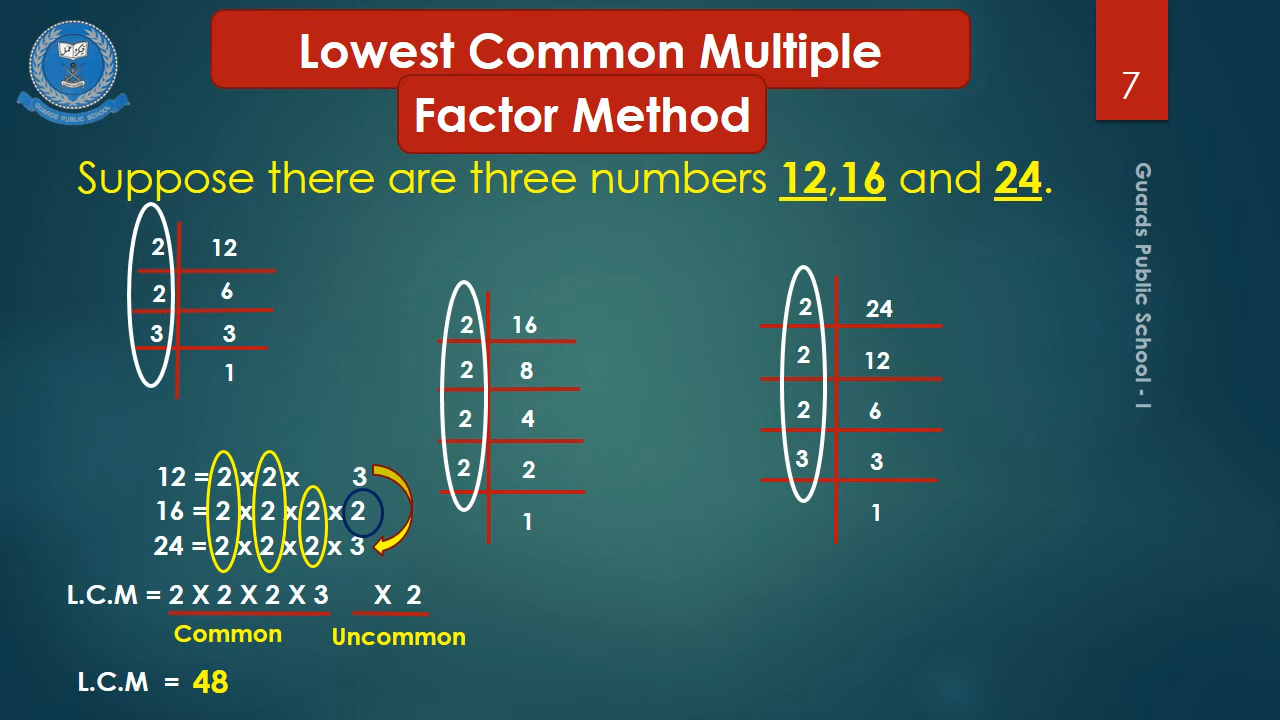 Lowest Common Multiple
Factor Method
7
GUARDS PUBLIC SCHOOL
Suppose there are three numbers 12,16 and 24.
Guards Public School - I
2 12
2 6
3 3
1
2 16
2 8
2 4
2 2
1
2 24
2 12
2 6
3 3
1
12 = 2 x 2 x 3
16 = 2 x 2 x 2 x 2
24 = 2 x 2 x 2 x 3
L.C.M = 2 X 2 X 2 X 3 X 2
Common Uncommon
L.C.M = 48